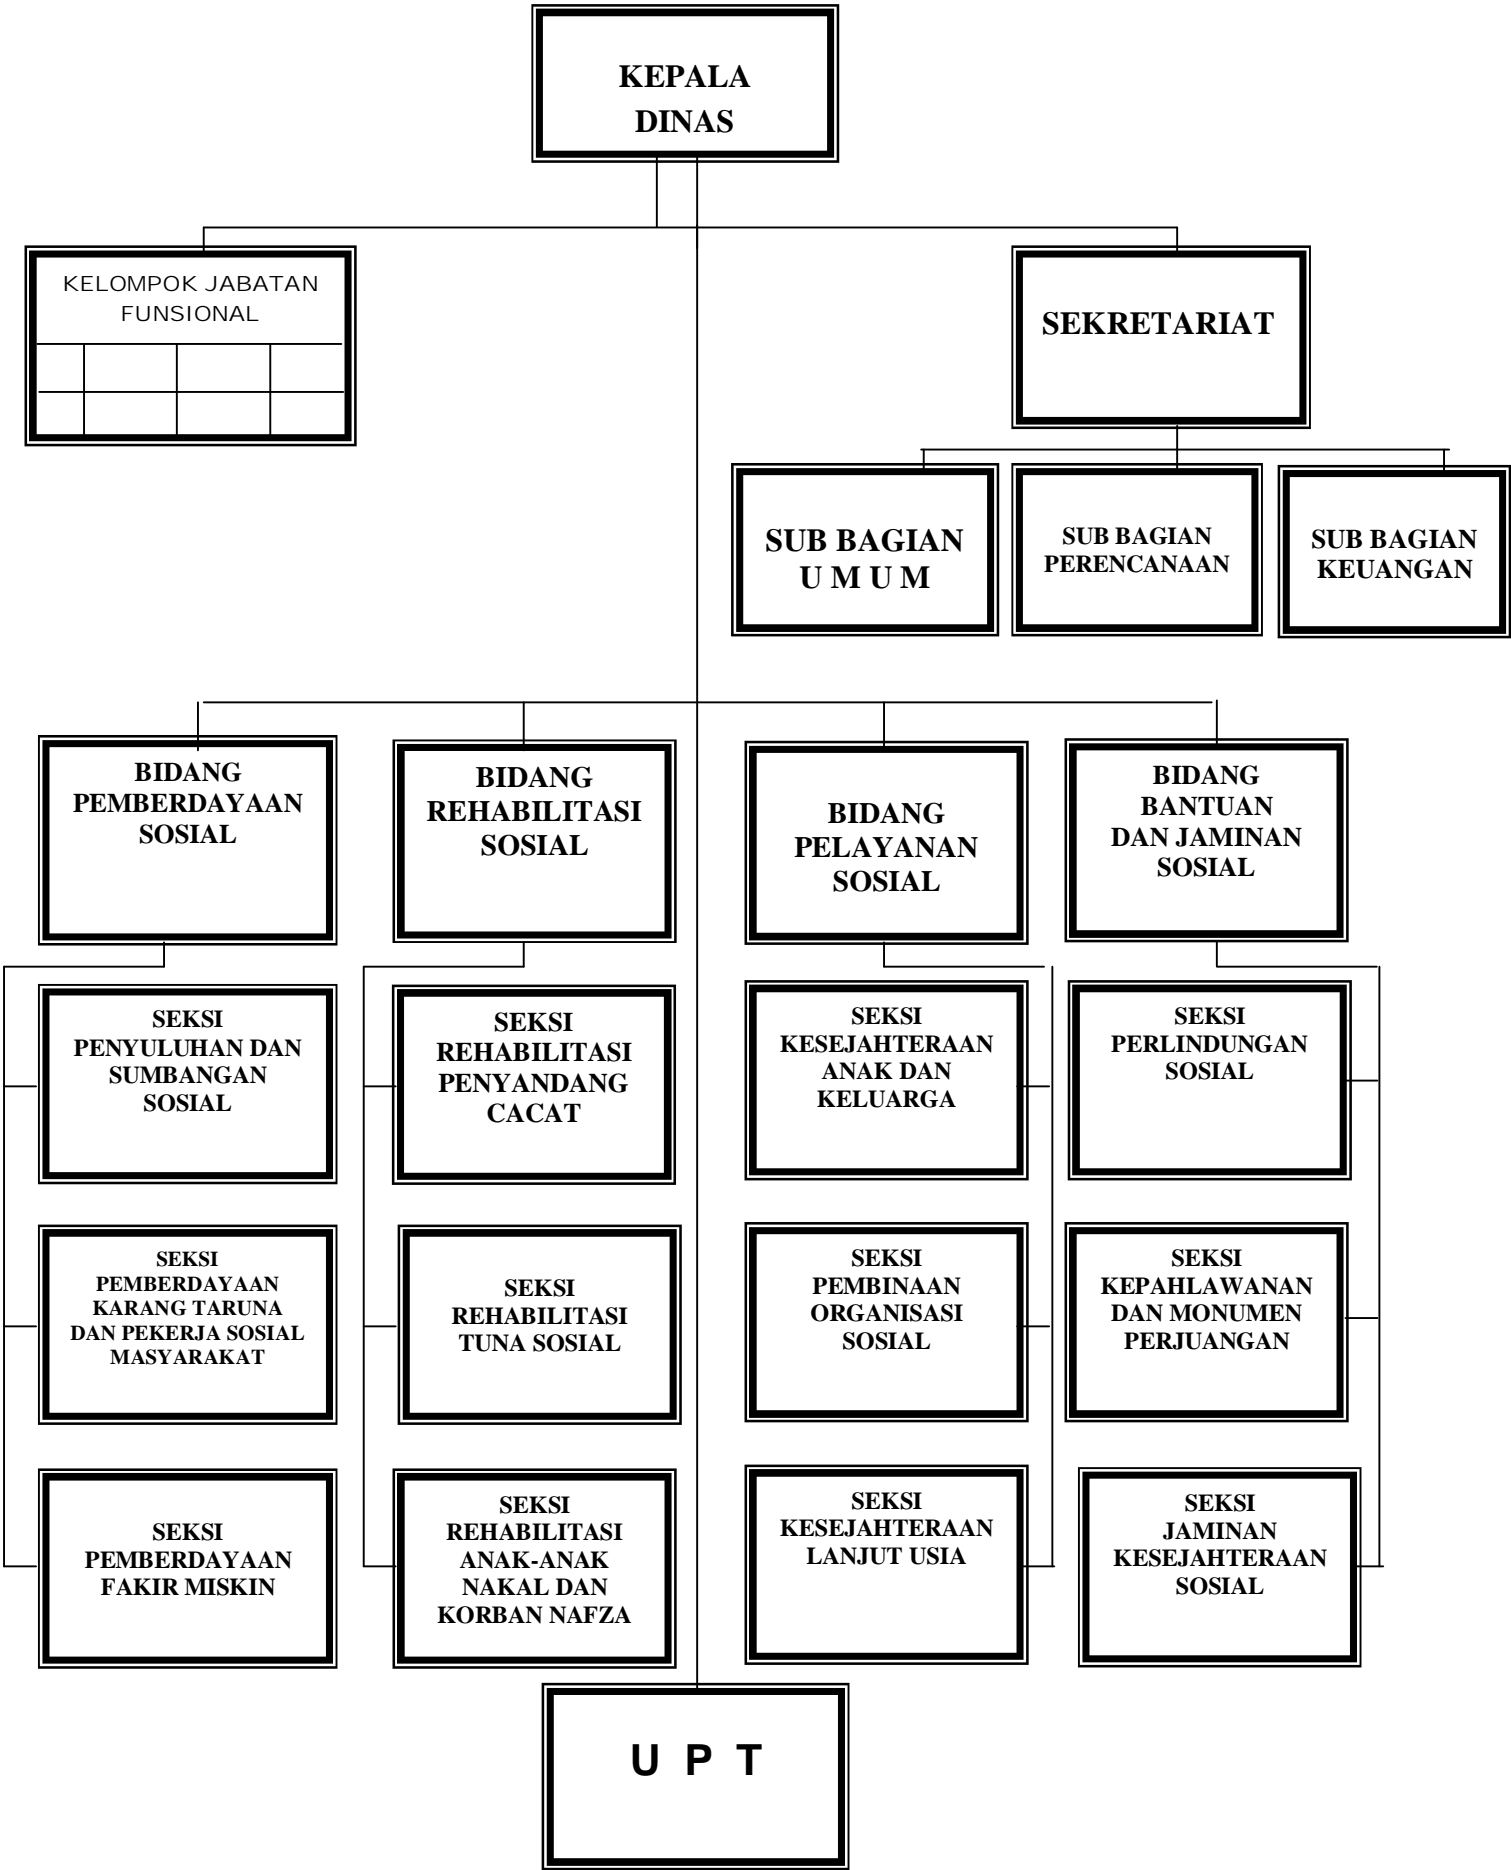 KEPALA
DINAS
KELOMPOK JABATAN
FUNSIONAL
SEKRETARIAT
SUB BAGIAN
U M U M
SUB BAGIAN
PERENCANAAN
SUB BAGIAN
KEUANGAN
BIDANG
PEMBERDAYAAN
SOSIAL
BIDANG
REHABILITASI
SOSIAL
BIDANG
PELAYANAN
SOSIAL
BIDANG
BANTUAN
DAN JAMINAN
SOSIAL
SEKSI
PENYULUHAN DAN
SUMBANGAN
SOSIAL
SEKSI
REHABILITASI
PENYANDANG
CACAT
SEKSI
KESEJAHTERAAN
ANAK DAN
KELUARGA
SEKSI
PERLINDUNGAN
SOSIAL
SEKSI
PEMBERDAYAAN
KARANG TARUNA
DAN PEKERJA SOSIAL
MASYARAKAT
SEKSI
REHABILITASI
TUNA SOSIAL
SEKSI
PEMBINAAN
ORGANISASI
SOSIAL
SEKSI
KEPAHLAWANAN
DAN MONUMEN
PERJUANGAN
SEKSI
PEMBERDAYAAN
FAKIR MISKIN
SEKSI
REHABILITASI
ANAK-ANAK
NAKAL DAN
KORBAN NAFZA
SEKSI
KESEJAHTERAAN
LANJUT USIA
SEKSI
JAMINAN
KESEJAHTERAAN
SOSIAL
U P T